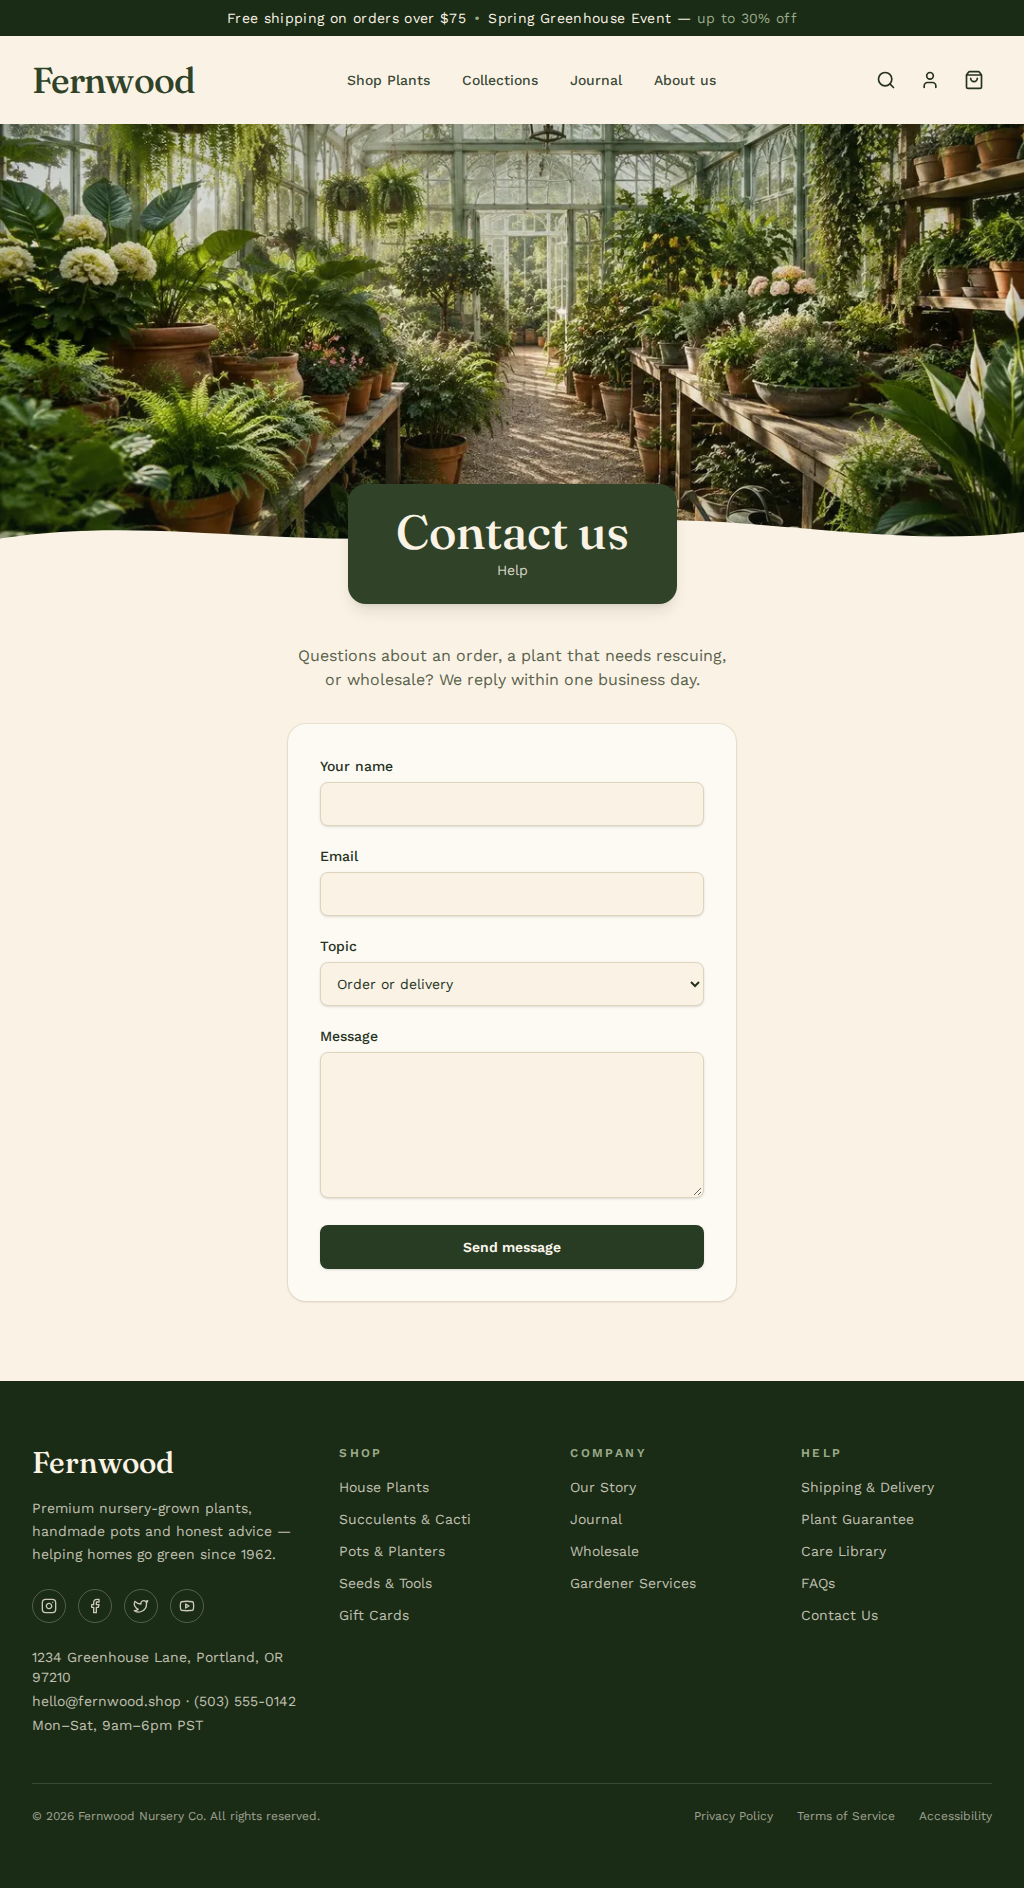 Free shipping on orders over $75 • Spring Greenhouse Event — up to 30% off
Fernwood
Shop Plants
Collections
Journal
About us
Contact us
Help
Questions about an order, a plant that needs rescuing,
or wholesale? We reply within one business day.
Your name
Email
Topic
Order or delivery
Message
Send message
Fernwood
Premium nursery-grown plants,
handmade pots and honest advice —
helping homes go green since 1962.
1234 Greenhouse Lane, Portland, OR
97210
hello@fernwood.shop · (503) 555-0142
Mon–Sat, 9am–6pm PST
SHOP
House Plants
Succulents & Cacti
Pots & Planters
Seeds & Tools
Gift Cards
COMPANY
Our Story
Journal
Wholesale
Gardener Services
HELP
Shipping & Delivery
Plant Guarantee
Care Library
FAQs
Contact Us
© 2026 Fernwood Nursery Co. All rights reserved.
Privacy Policy
Terms of Service
Accessibility